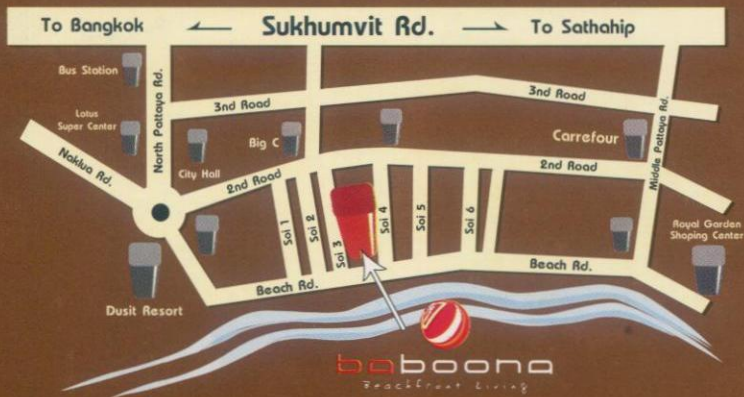 To Bangkok
Sukhumvit Rd.
To Sathahip
Bus Station
North Pattaya Rd.
3nd Road
3nd Road
Middle Pattaya Rd.
Lotus
Super Center
Naklua Rd.
City Hall
Big C
Carrefour
2nd Road
2nd Road
Soi 1
Soi 2
Soi 3
Soi 4
Soi 5
Soi 6
Royal Garden
Shoping Center
Beach Rd.
Beach Rd.
Dusit Resort
baboona
Beachfront Living